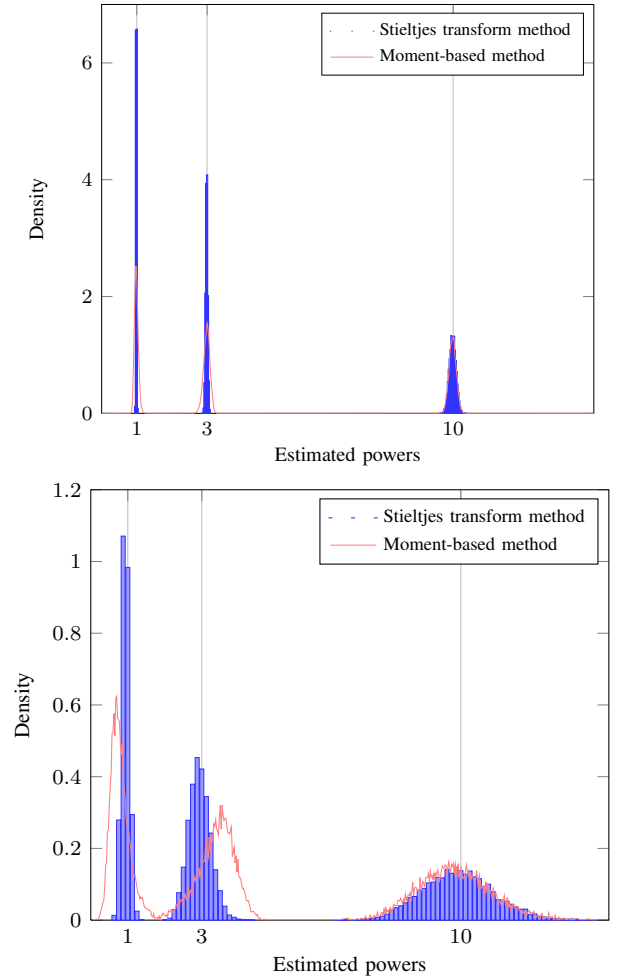 Stieltjes transform method
Moment-based method
6
4
2
0
Density
1 3 10
Estimated powers
1.2
Stieltjes transform method
Moment-based method
1
0.8
0.6
0.4
0.2
0
Density
1 3 10
Estimated powers